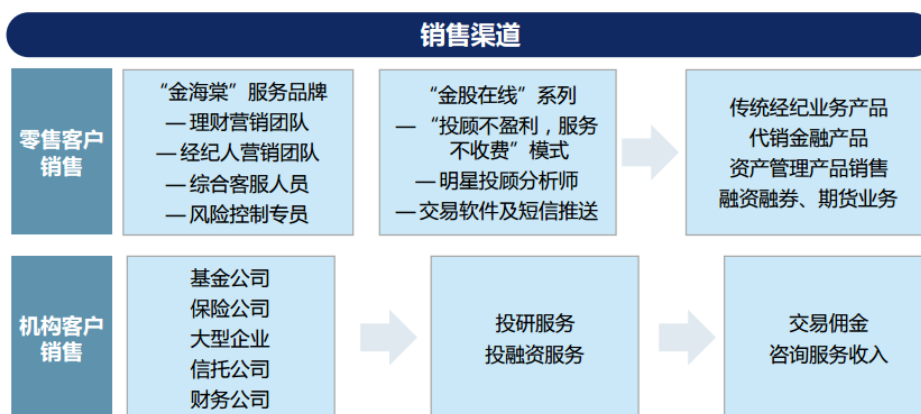 销售渠道
零售客户
销售
“金海棠”服务品牌
—理财营销团队
—经纪人营销团队
—综合客服人员
—风险控制专员
“金股在线”系列
—“投顾不盈利，服务
不收费”模式
—明星投顾分析师
—交易软件及短信推送
传统经纪业务产品
代销金融产品
资产管理产品销售
融资融券、期货业务
机构客户
销售
基金公司
保险公司
大型企业
信托公司
财务公司
投研服务
投融资服务
交易佣金
咨询服务收入